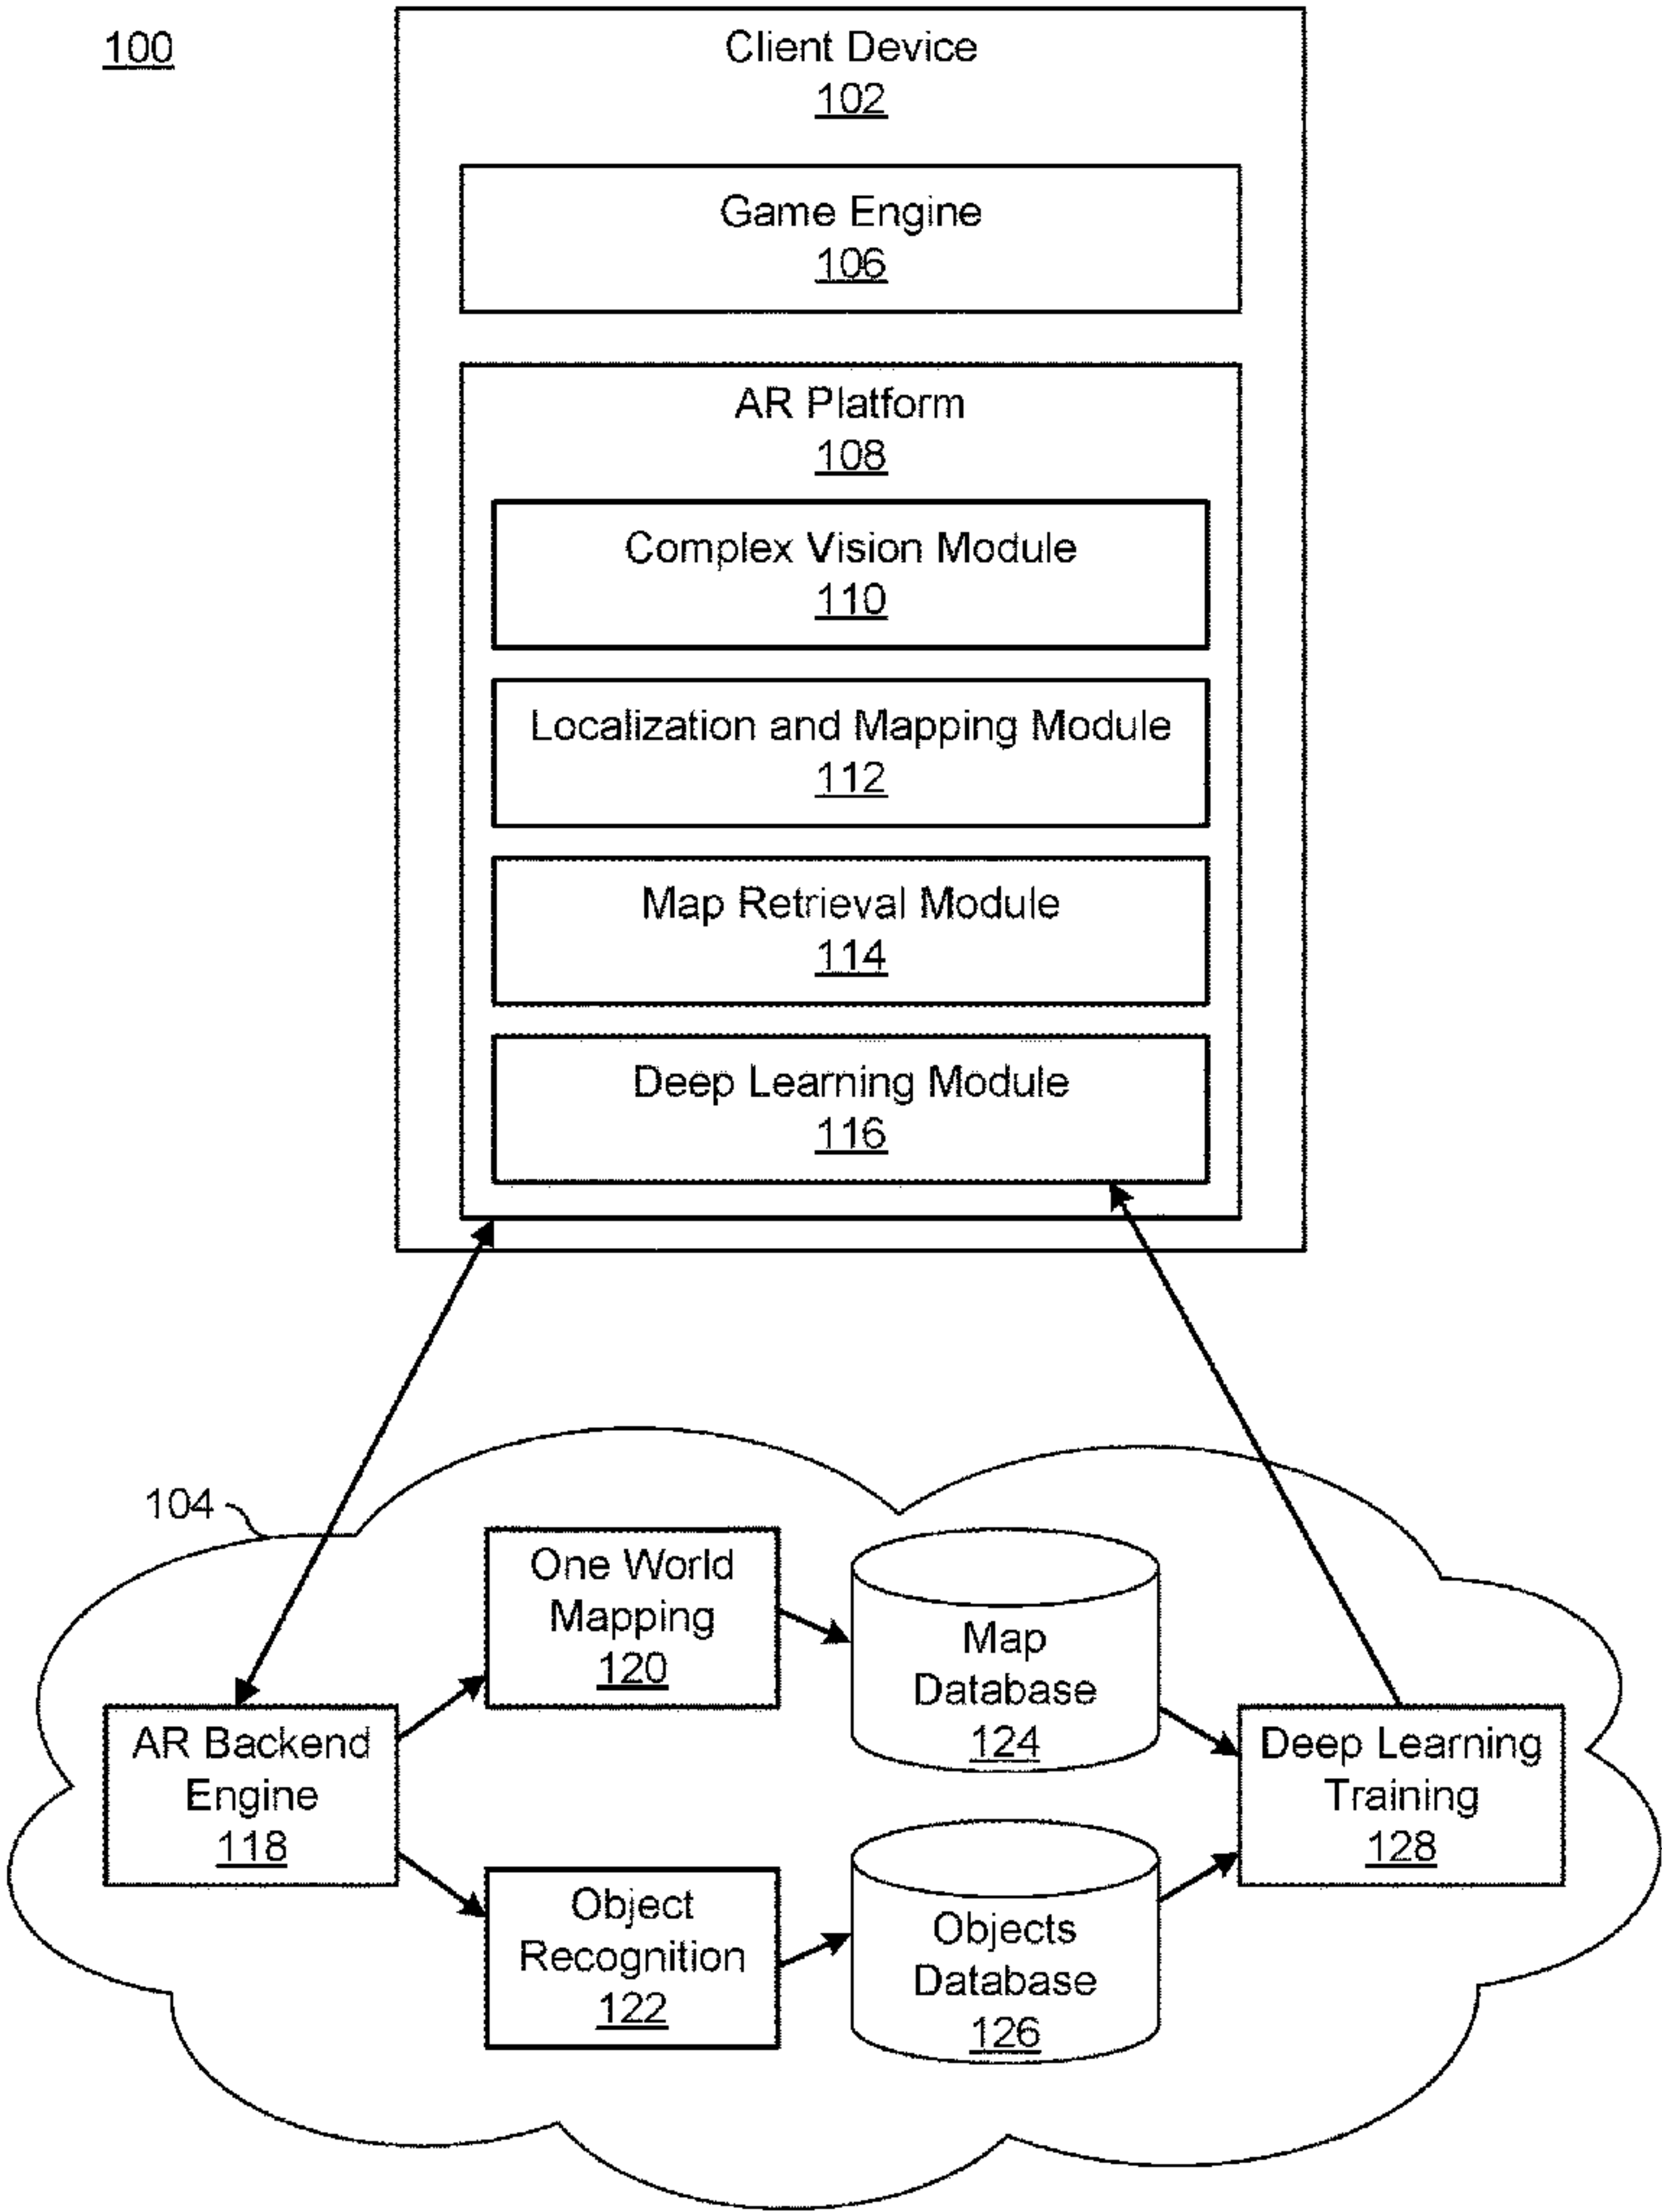 100
Client Device
102
Game Engine
106
AR Platform
108
Complex Vision Module
110
Localization and Mapping Module
112
Map Retrieval Module
114
Deep Learning Module
116
104
One World
Mapping
120
Map
Database
124
AR Backend
Engine
118
Deep Learning
Training
128
Object
Recognition
122
Objects
Database
126